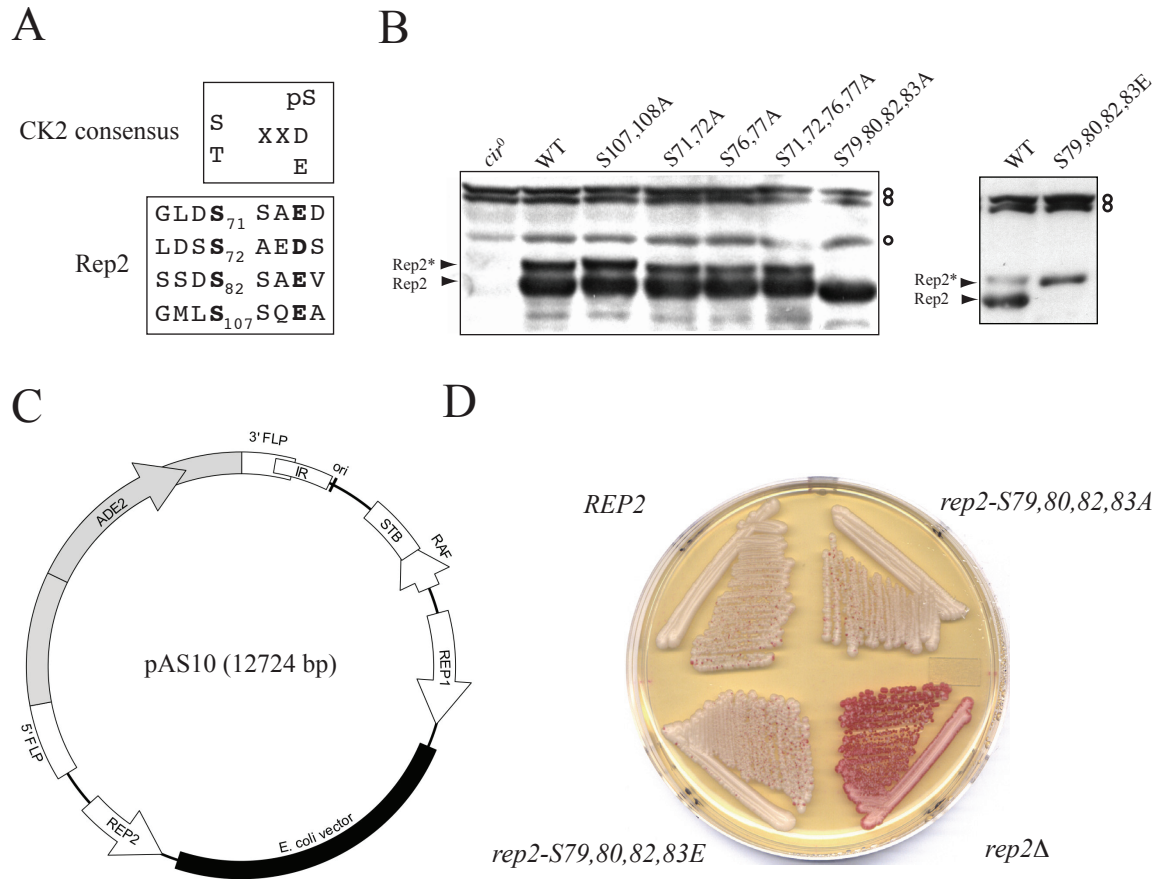 A
CK2 consensus
pS
S XXD
T E
Rep2
GLDS71 SAED
LDSS72 AEDS
SSDS82 SAEV
GMLS107 SQEA
B
cir0
WT
S107,108A
S71,72A
S76,77A
S71,72,76,77A
S79,80,82,83A
Rep2*
Rep2
WT
S79,80,82,83E
Rep2*
Rep2
C
3' FLP
IR
ori
STB
RAF
REP1
E. coli vector
REP2
5' FLP
ADE2
pAS10 (12724 bp)
D
REP2
rep2-S79,80,82,83A
rep2-S79,80,82,83E
rep2Δ